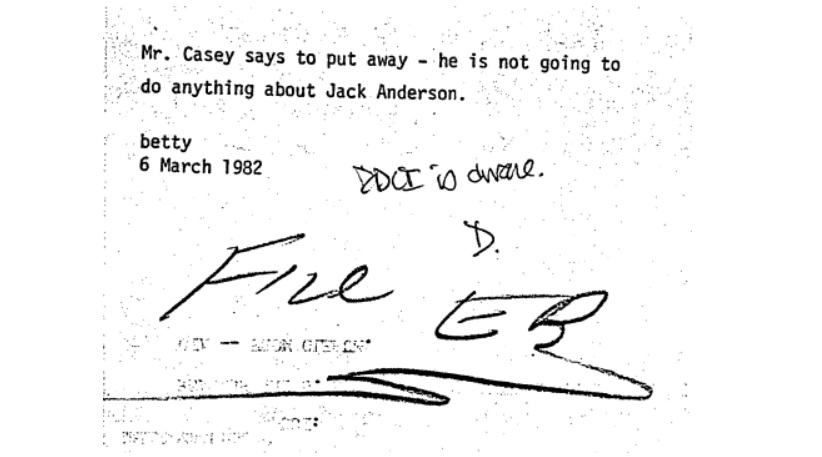 Mr. Casey says to put away - he is not going to
do anything about Jack Anderson.
betty
6 March 1982
DDCI is aware.
D.
File ER